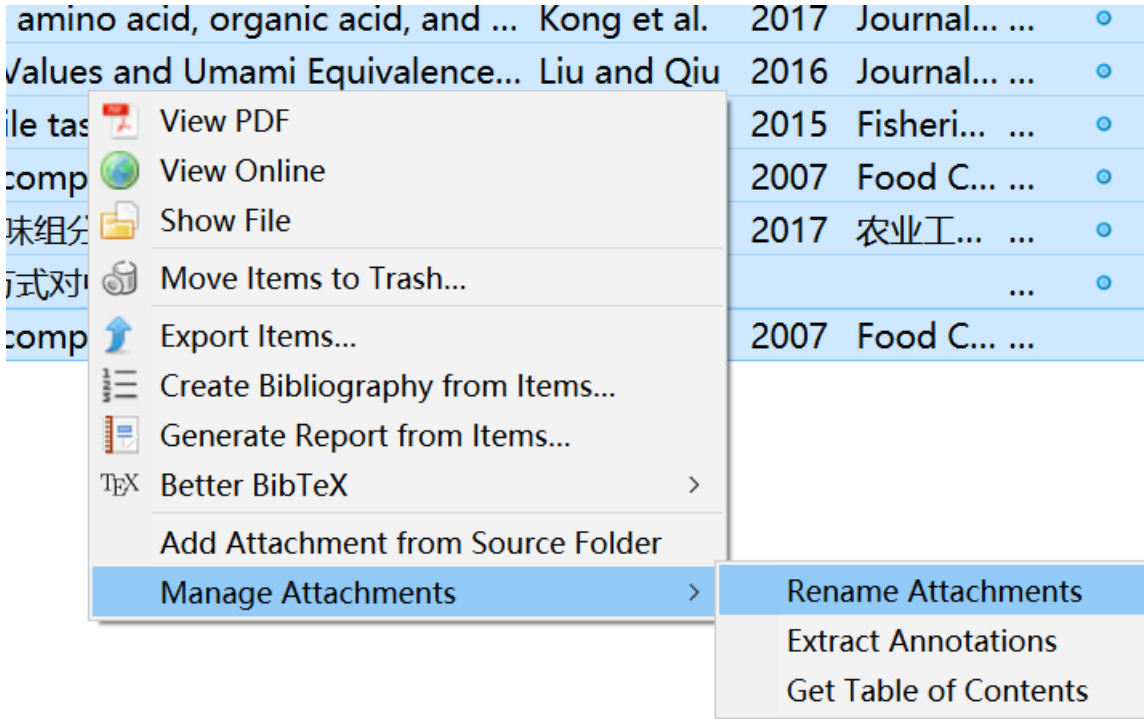 amino acid, organic acid, and ... Kong et al. 2017 Journal... ...
Values and Umami Equivalence... Liu and Qiu 2016 Journal... ...
ile tas 2015 Fisheri... ...
comp 2007 Food C... ...
味组分 2017 农业工... ...
方式对 ...
comp 2007 Food C... ...
View PDF
View Online
Show File
Move Items to Trash...
Export Items...
Create Bibliography from Items...
Generate Report from Items...
TEX Better BibTeX
Add Attachment from Source Folder
Manage Attachments
Rename Attachments
Extract Annotations
Get Table of Contents